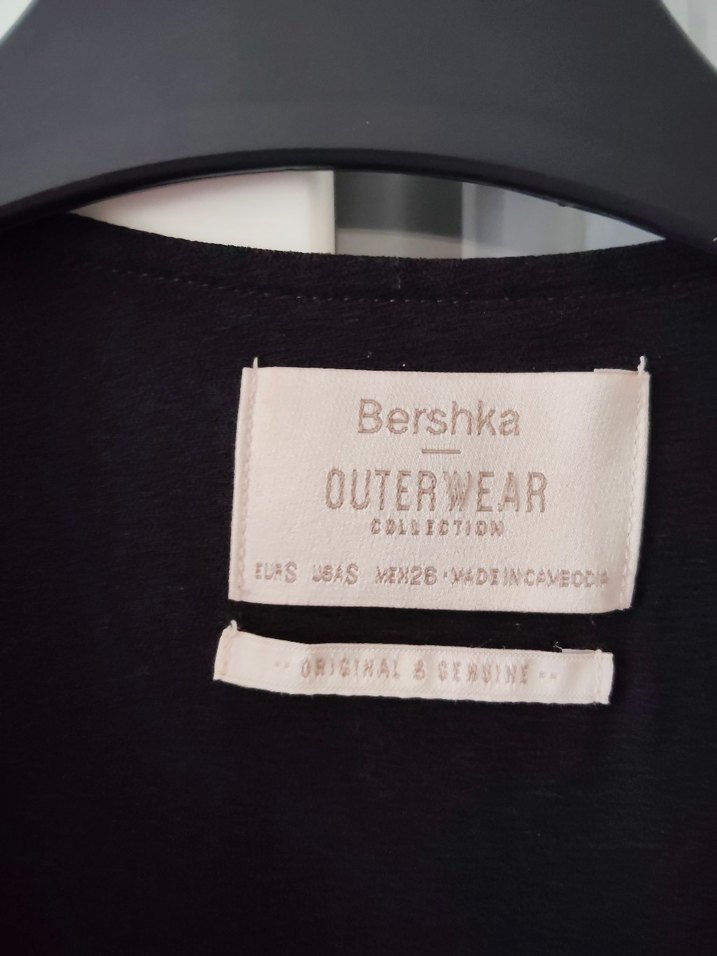 Bershka
OUTERWEAR
COLLECTION
EUR S USA S MEX 26 · MADE IN CAMBODIA
-- ORIGINAL & GENUINE --